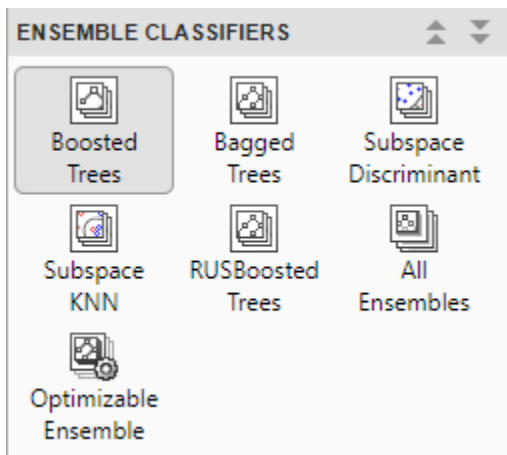 ENSEMBLE CLASSIFIERS
Boosted
Trees
Bagged
Trees
Subspace
Discriminant
Subspace
KNN
RUSBoosted
Trees
All
Ensembles
Optimizable
Ensemble